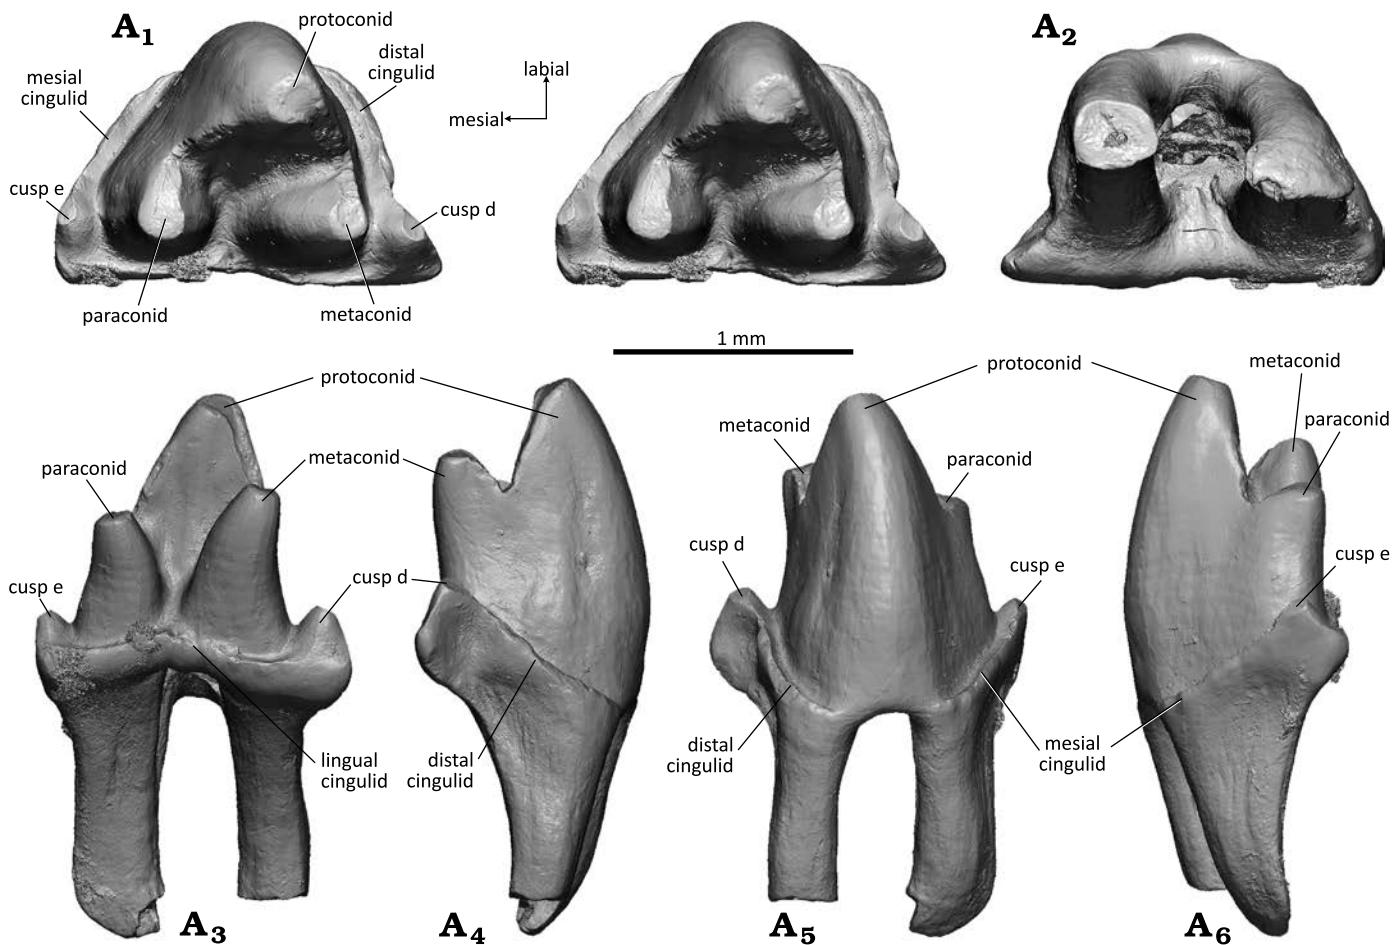 A1
protoconid
distal
cingulid
mesial
cingulid
cusp e
cusp d
paraconid
metaconid
labial
mesial
A2
1 mm
protoconid
metaconid
paraconid
cusp e
cusp d
lingual
cingulid
distal
cingulid
A3
A4
protoconid
metaconid
paraconid
cusp d
cusp e
distal
cingulid
mesial
cingulid
metaconid
paraconid
cusp e
A5
A6